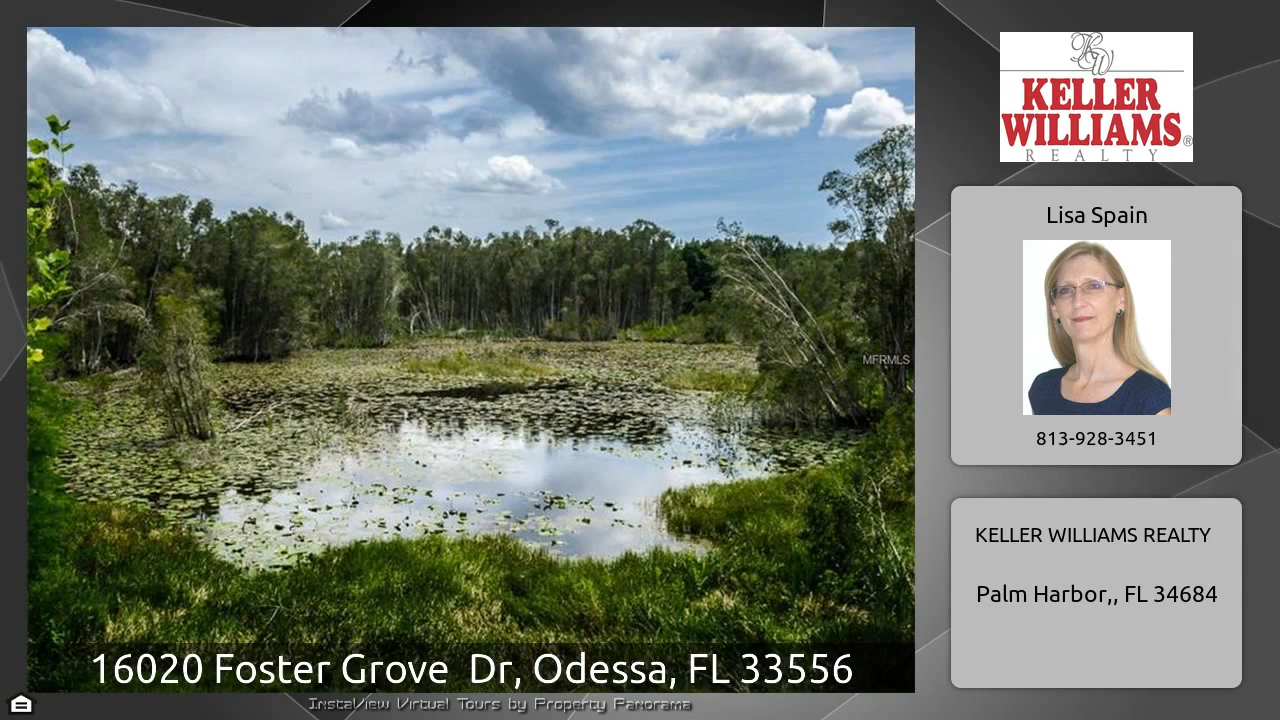 KW
KELLER
WILLIAMS®
REALTY
Lisa Spain
813-928-3451
KELLER WILLIAMS REALTY
Palm Harbor,, FL 34684
MFRMLS
16020 Foster Grove  Dr, Odessa, FL 33556
InstaView Virtual Tours by Property Panorama